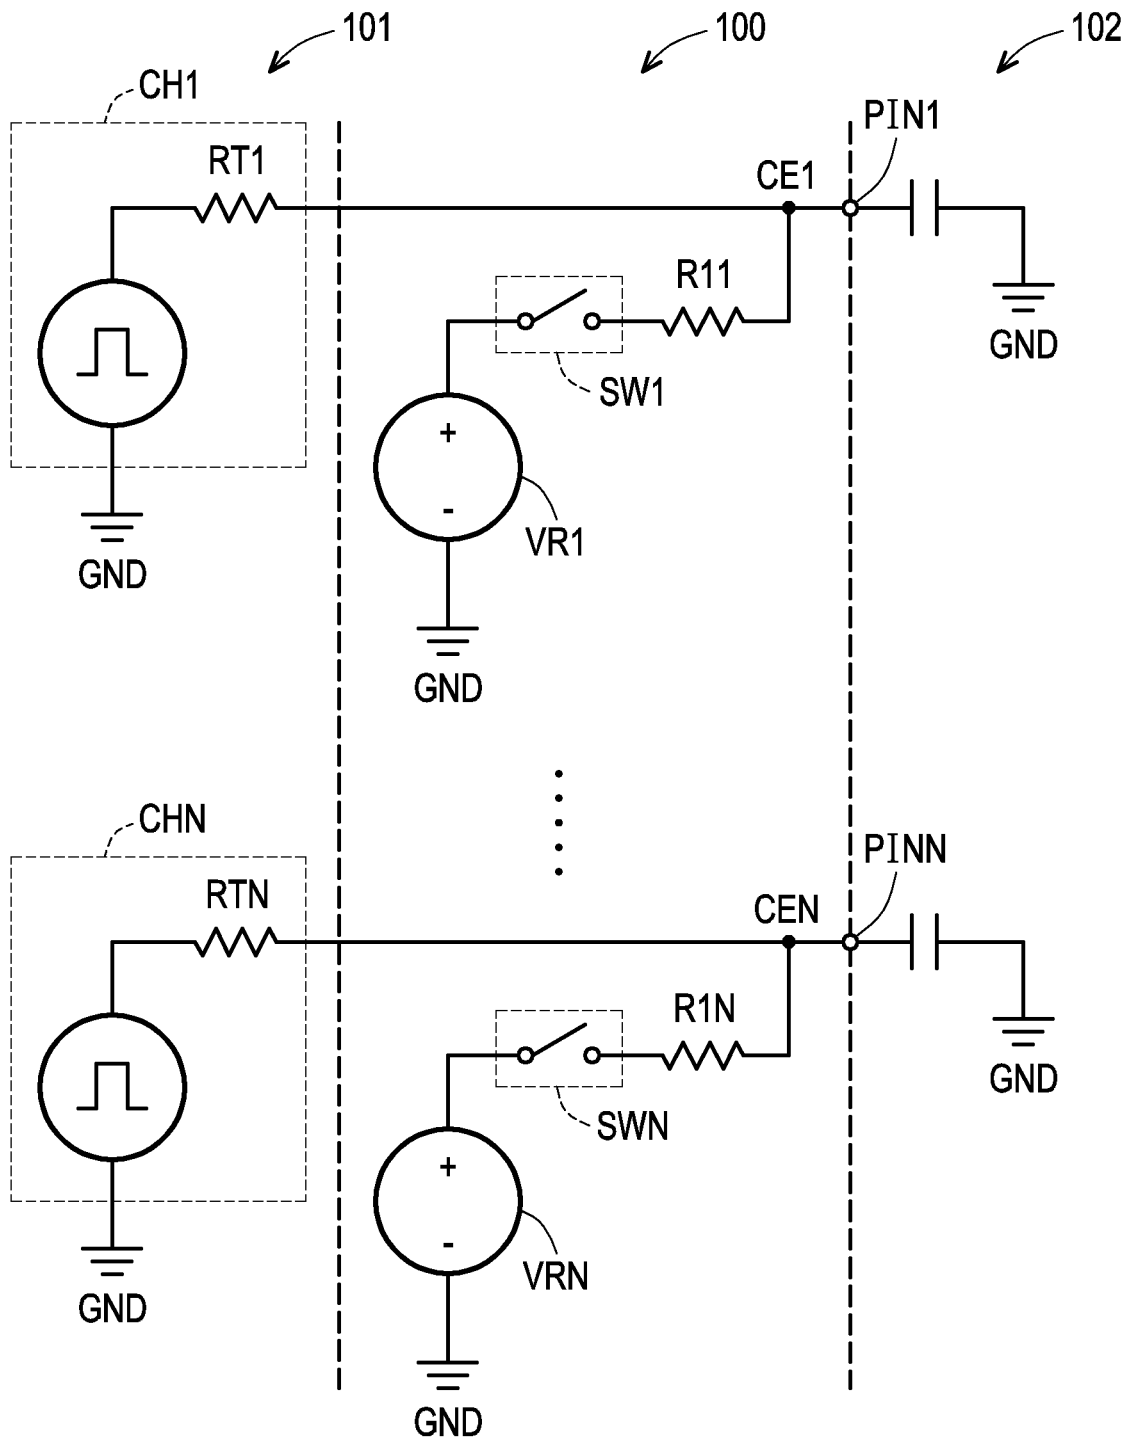 101
100
102
CH1
PIN1
RT1
CE1
R11
GND
SW1
+
-
VR1
GND
GND
CHN
PINN
RTN
CEN
R1N
GND
SWN
+
-
VRN
GND
GND